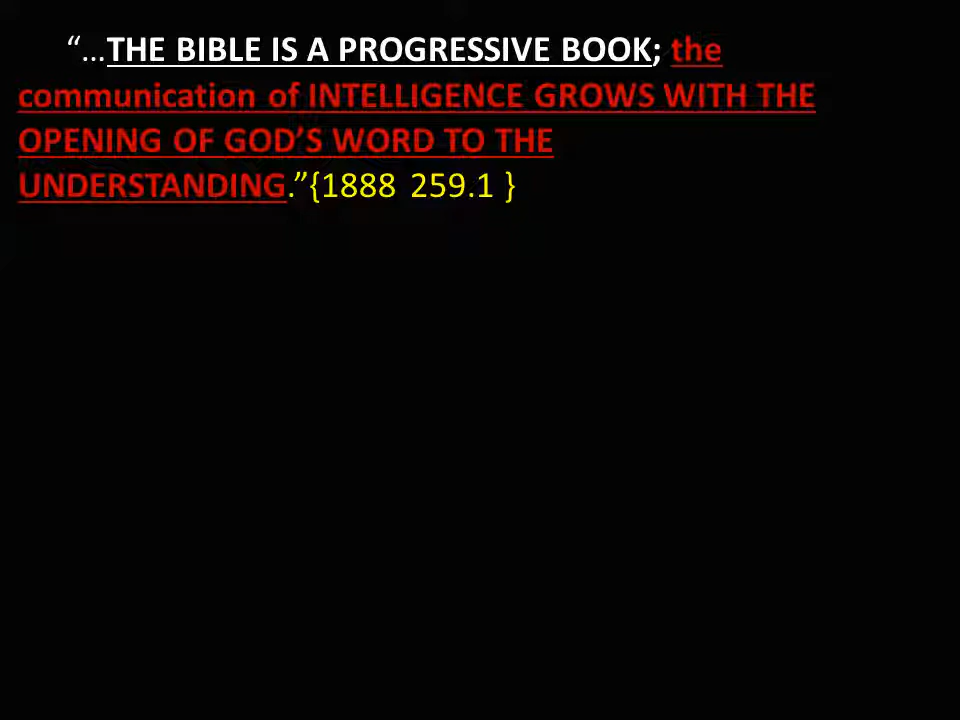 “…THE BIBLE IS A PROGRESSIVE BOOK; the
communication of INTELLIGENCE GROWS WITH THE
OPENING OF GOD’S WORD TO THE
UNDERSTANDING.”{1888 259.1 }